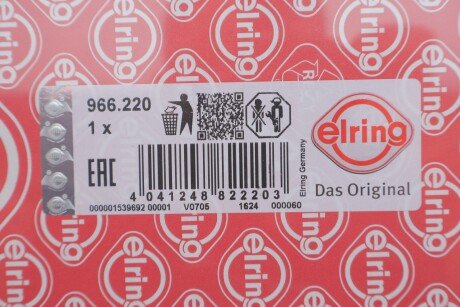 966.220
1 x
EAC
4 041248 822203
000001539692 00001 V0705 1624 000060
Elring Germany
elring
Das Original